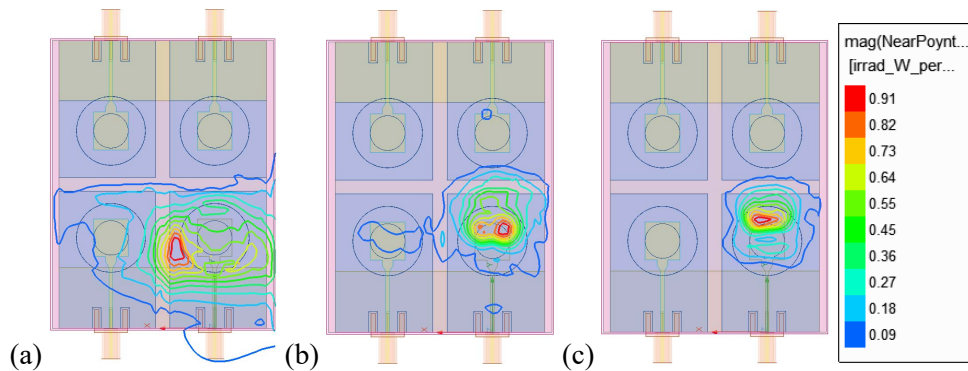 mag(NearPoynt...
[irrad_W_per...
0.91
0.82
0.73
0.64
0.55
0.45
0.36
0.27
0.18
0.09
(a)
(b)
(c)
X
X
X